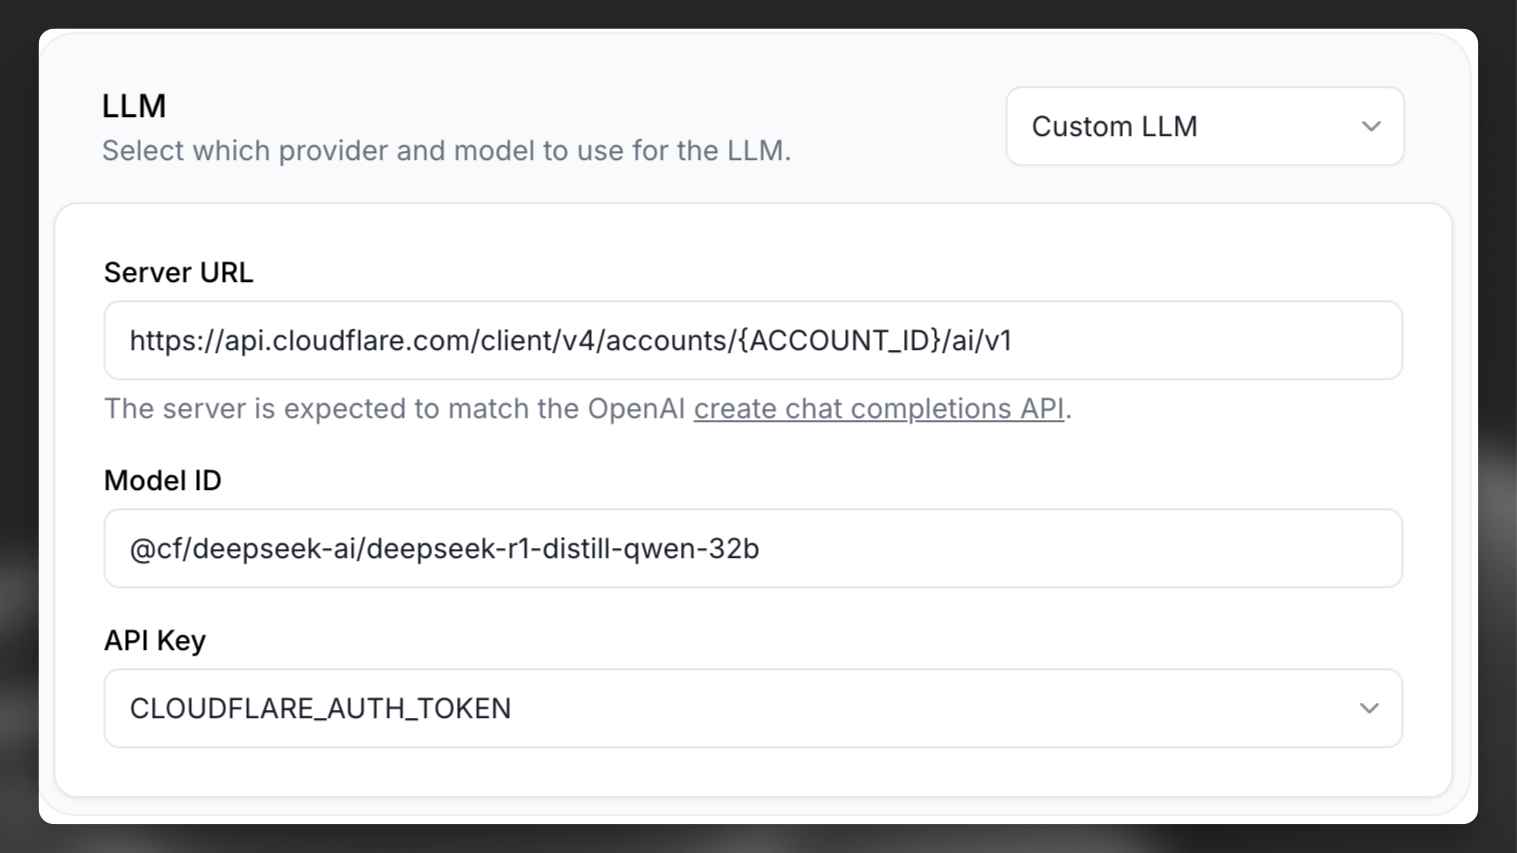 LLM
Select which provider and model to use for the LLM.
Custom LLM
Server URL
https://api.cloudflare.com/client/v4/accounts/{ACCOUNT_ID}/ai/v1
The server is expected to match the OpenAI create chat completions API.
Model ID
@cf/deepseek-ai/deepseek-r1-distill-qwen-32b
API Key
CLOUDFLARE_AUTH_TOKEN